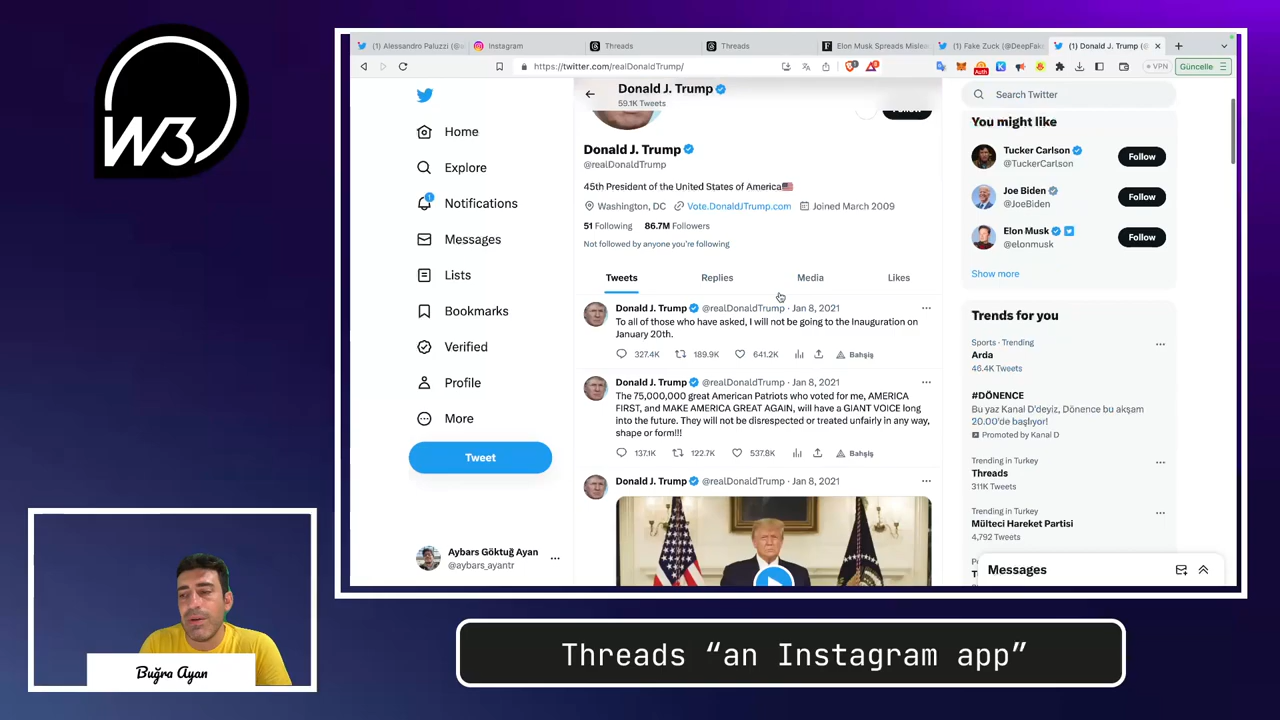 W3
(1) Alessandro Paluzzi (@a
Instagram
Threads
Threads
Elon Musk Spreads Mislea
(1) Fake Zuck (@DeepFak
(1) Donald J. Trump (@
https://twitter.com/realDonaldTrump/
Auth
VPN
Güncelle
Home
Explore
1
Notifications
Messages
Lists
Bookmarks
Verified
Profile
More
Tweet
Aybars Göktuğ Ayan
@aybars_ayantr
Donald J. Trump
59.1K Tweets
Follow
Donald J. Trump
@realDonaldTrump
45th President of the United States of America🇺🇸
Washington, DC Vote.DonaldJTrump.com Joined March 2009
51 Following 86.7M Followers
Not followed by anyone you're following
Tweets Replies Media Likes
Donald J. Trump @realDonaldTrump · Jan 8, 2021
To all of those who have asked, I will not be going to the Inauguration on
January 20th.
327.4K 189.9K 641.2K Bahşiş
Donald J. Trump @realDonaldTrump · Jan 8, 2021
The 75,000,000 great American Patriots who voted for me, AMERICA
FIRST, and MAKE AMERICA GREAT AGAIN, will have a GIANT VOICE long
into the future. They will not be disrespected or treated unfairly in any way,
shape or form!!!
137.1K 122.7K 537.8K Bahşiş
Donald J. Trump @realDonaldTrump · Jan 8, 2021
Search Twitter
You might like
Tucker Carlson
@TuckerCarlson
Follow
Joe Biden
@JoeBiden
Follow
Elon Musk
@elonmusk
Follow
Show more
Trends for you
Sports · Trending
Arda
46.4K Tweets
#DÖNENCE
Bu yaz Kanal D'deyiz, Dönence bu akşam
20.00'de başlıyor!
Promoted by Kanal D
Trending in Turkey
Threads
311K Tweets
Trending in Turkey
Mülteci Hareket Partisi
4,792 Tweets
Messages
Buğra Ayan
Threads “an Instagram app”